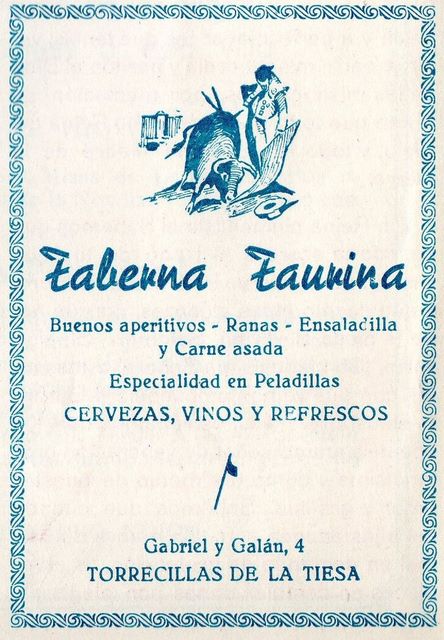 Taberna Taurina
Buenos aperitivos - Ranas - Ensaladilla
y Carne asada
Especialidad en Peladillas
CERVEZAS, VINOS Y REFRESCOS
Gabriel y Galán, 4
TORRECILLAS DE LA TIESA